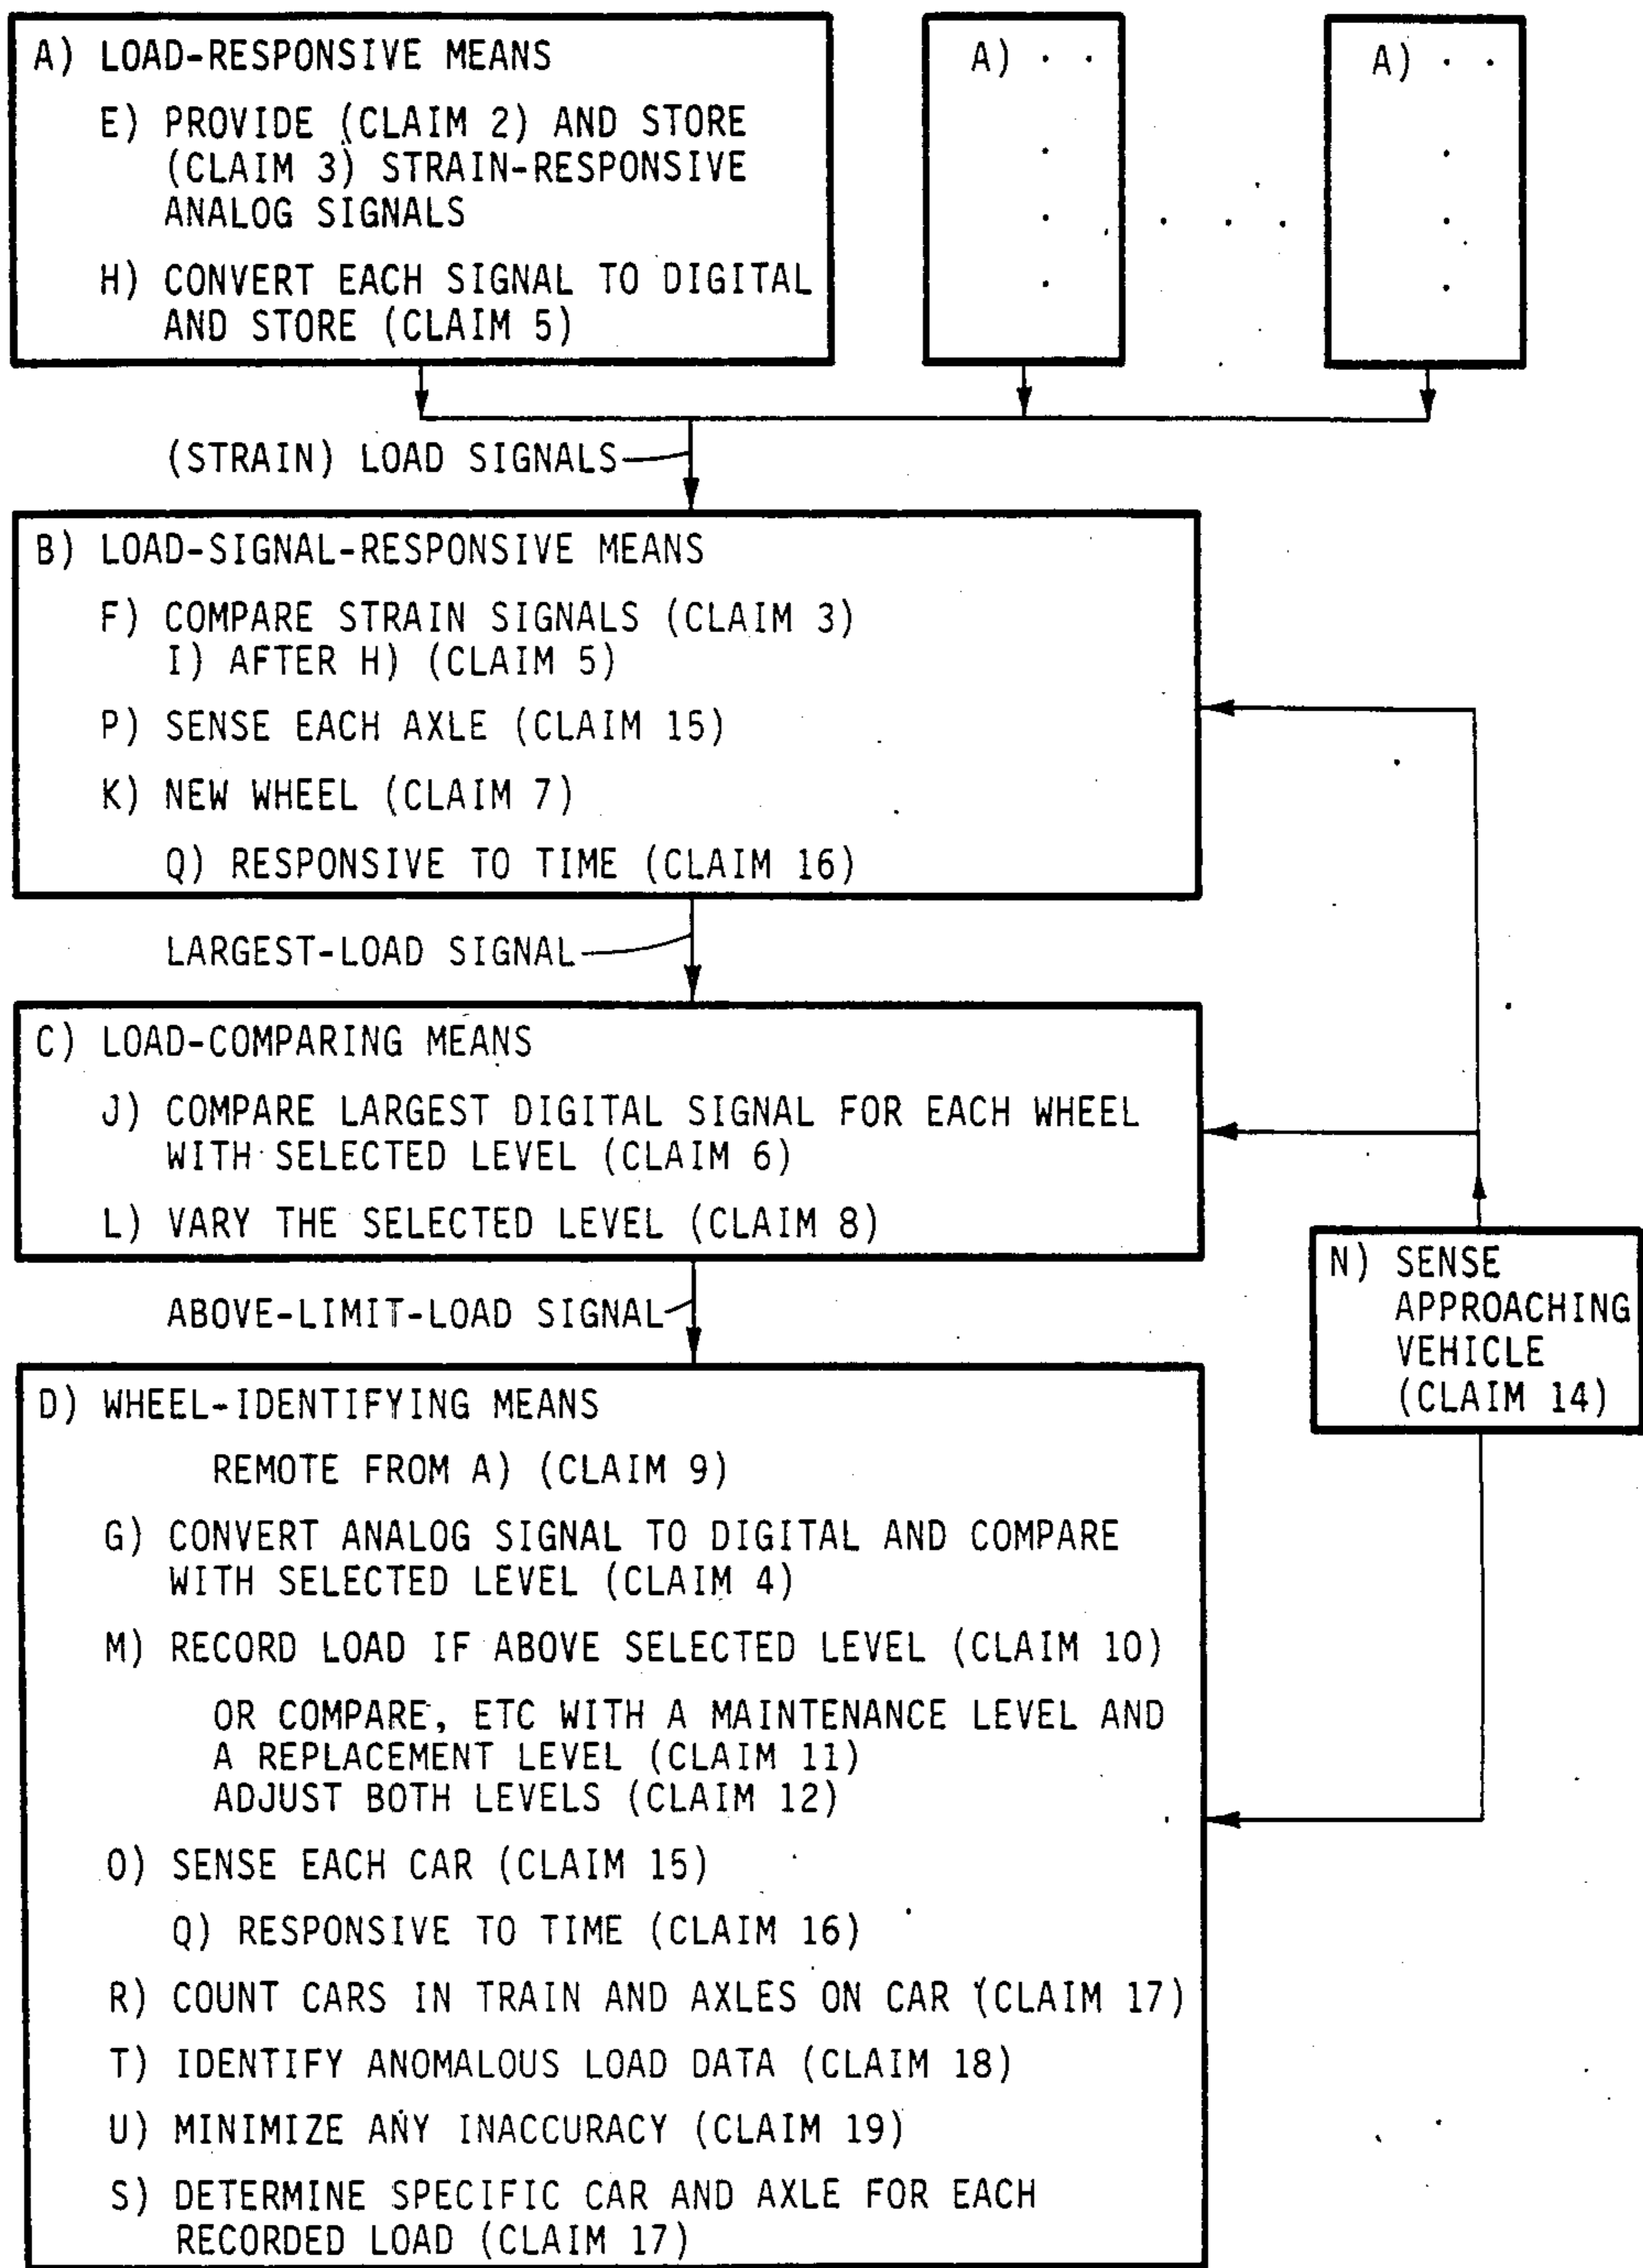 A) LOAD-RESPONSIVE MEANS
E) PROVIDE (CLAIM 2) AND STORE
(CLAIM 3) STRAIN-RESPONSIVE
ANALOG SIGNALS
H) CONVERT EACH SIGNAL TO DIGITAL
AND STORE (CLAIM 5)
A) . .
.
.
.
. . .
A) . .
.
.
.
(STRAIN) LOAD SIGNALS
B) LOAD-SIGNAL-RESPONSIVE MEANS
F) COMPARE STRAIN SIGNALS (CLAIM 3)
I) AFTER H) (CLAIM 5)
P) SENSE EACH AXLE (CLAIM 15)
K) NEW WHEEL (CLAIM 7)
Q) RESPONSIVE TO TIME (CLAIM 16)
LARGEST-LOAD SIGNAL
C) LOAD-COMPARING MEANS
J) COMPARE LARGEST DIGITAL SIGNAL FOR EACH WHEEL
WITH SELECTED LEVEL (CLAIM 6)
L) VARY THE SELECTED LEVEL (CLAIM 8)
N) SENSE
APPROACHING
VEHICLE
(CLAIM 14)
ABOVE-LIMIT-LOAD SIGNAL
D) WHEEL-IDENTIFYING MEANS
REMOTE FROM A) (CLAIM 9)
G) CONVERT ANALOG SIGNAL TO DIGITAL AND COMPARE
WITH SELECTED LEVEL (CLAIM 4)
M) RECORD LOAD IF ABOVE SELECTED LEVEL (CLAIM 10)
OR COMPARE, ETC WITH A MAINTENANCE LEVEL AND
A REPLACEMENT LEVEL (CLAIM 11)
ADJUST BOTH LEVELS (CLAIM 12)
O) SENSE EACH CAR (CLAIM 15)
Q) RESPONSIVE TO TIME (CLAIM 16)
R) COUNT CARS IN TRAIN AND AXLES ON CAR (CLAIM 17)
T) IDENTIFY ANOMALOUS LOAD DATA (CLAIM 18)
U) MINIMIZE ANY INACCURACY (CLAIM 19)
S) DETERMINE SPECIFIC CAR AND AXLE FOR EACH
RECORDED LOAD (CLAIM 17)